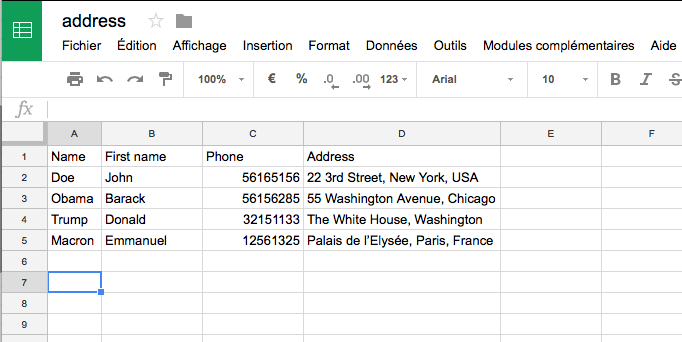 address
Fichier Édition Affichage Insertion Format Données Outils Modules complémentaires Aide
100% € % .0 .00 123 Arial 10 B I S
fx
A B C D E F
1 Name First name Phone Address
2 Doe John 56165156 22 3rd Street, New York, USA
3 Obama Barack 56156285 55 Washington Avenue, Chicago
4 Trump Donald 32151133 The White House, Washington
5 Macron Emmanuel 12561325 Palais de l'Elysée, Paris, France
6
7
8
9